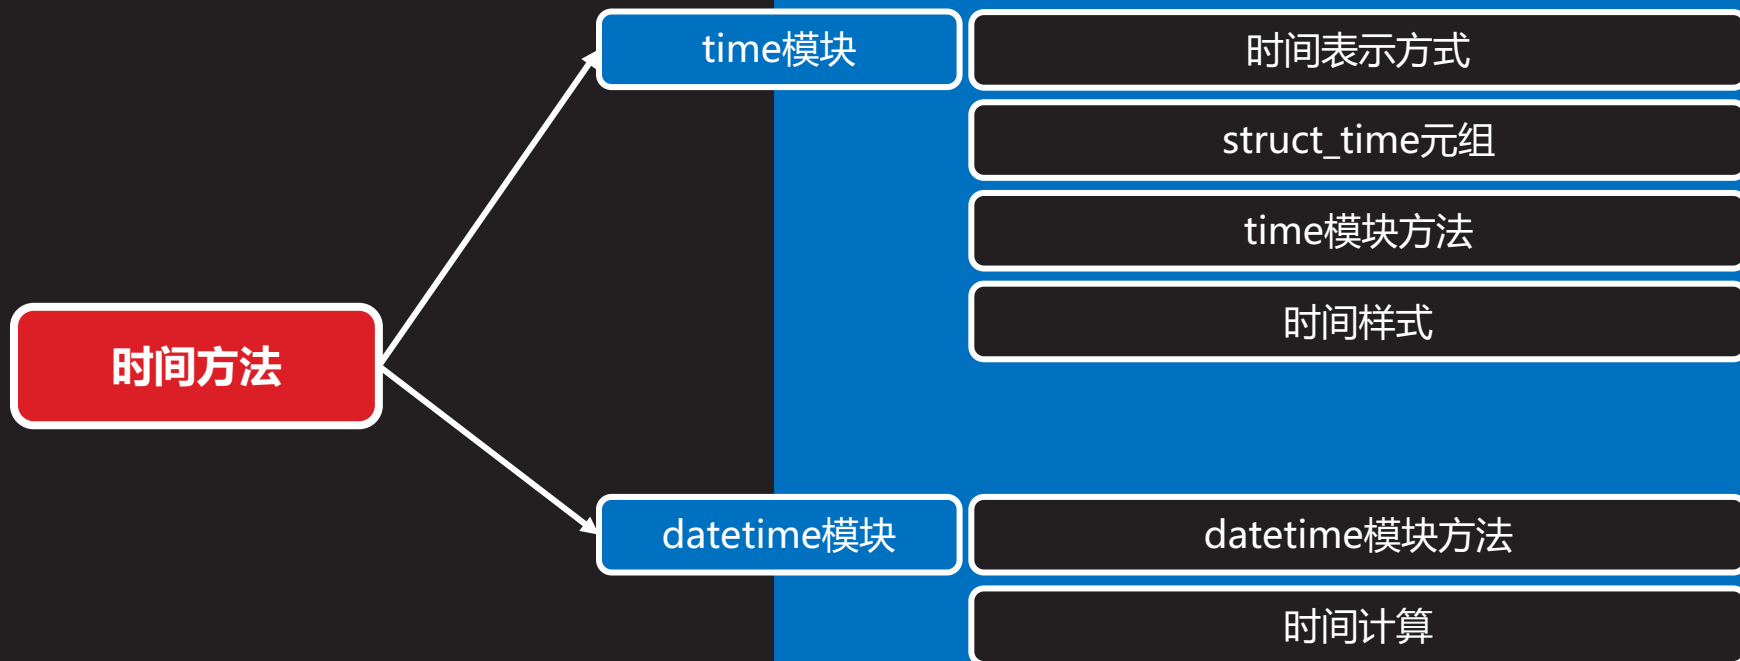 time模块
时间表示方式
struct_time元组
time模块方法
时间样式
时间方法
datetime模块
datetime模块方法
时间计算